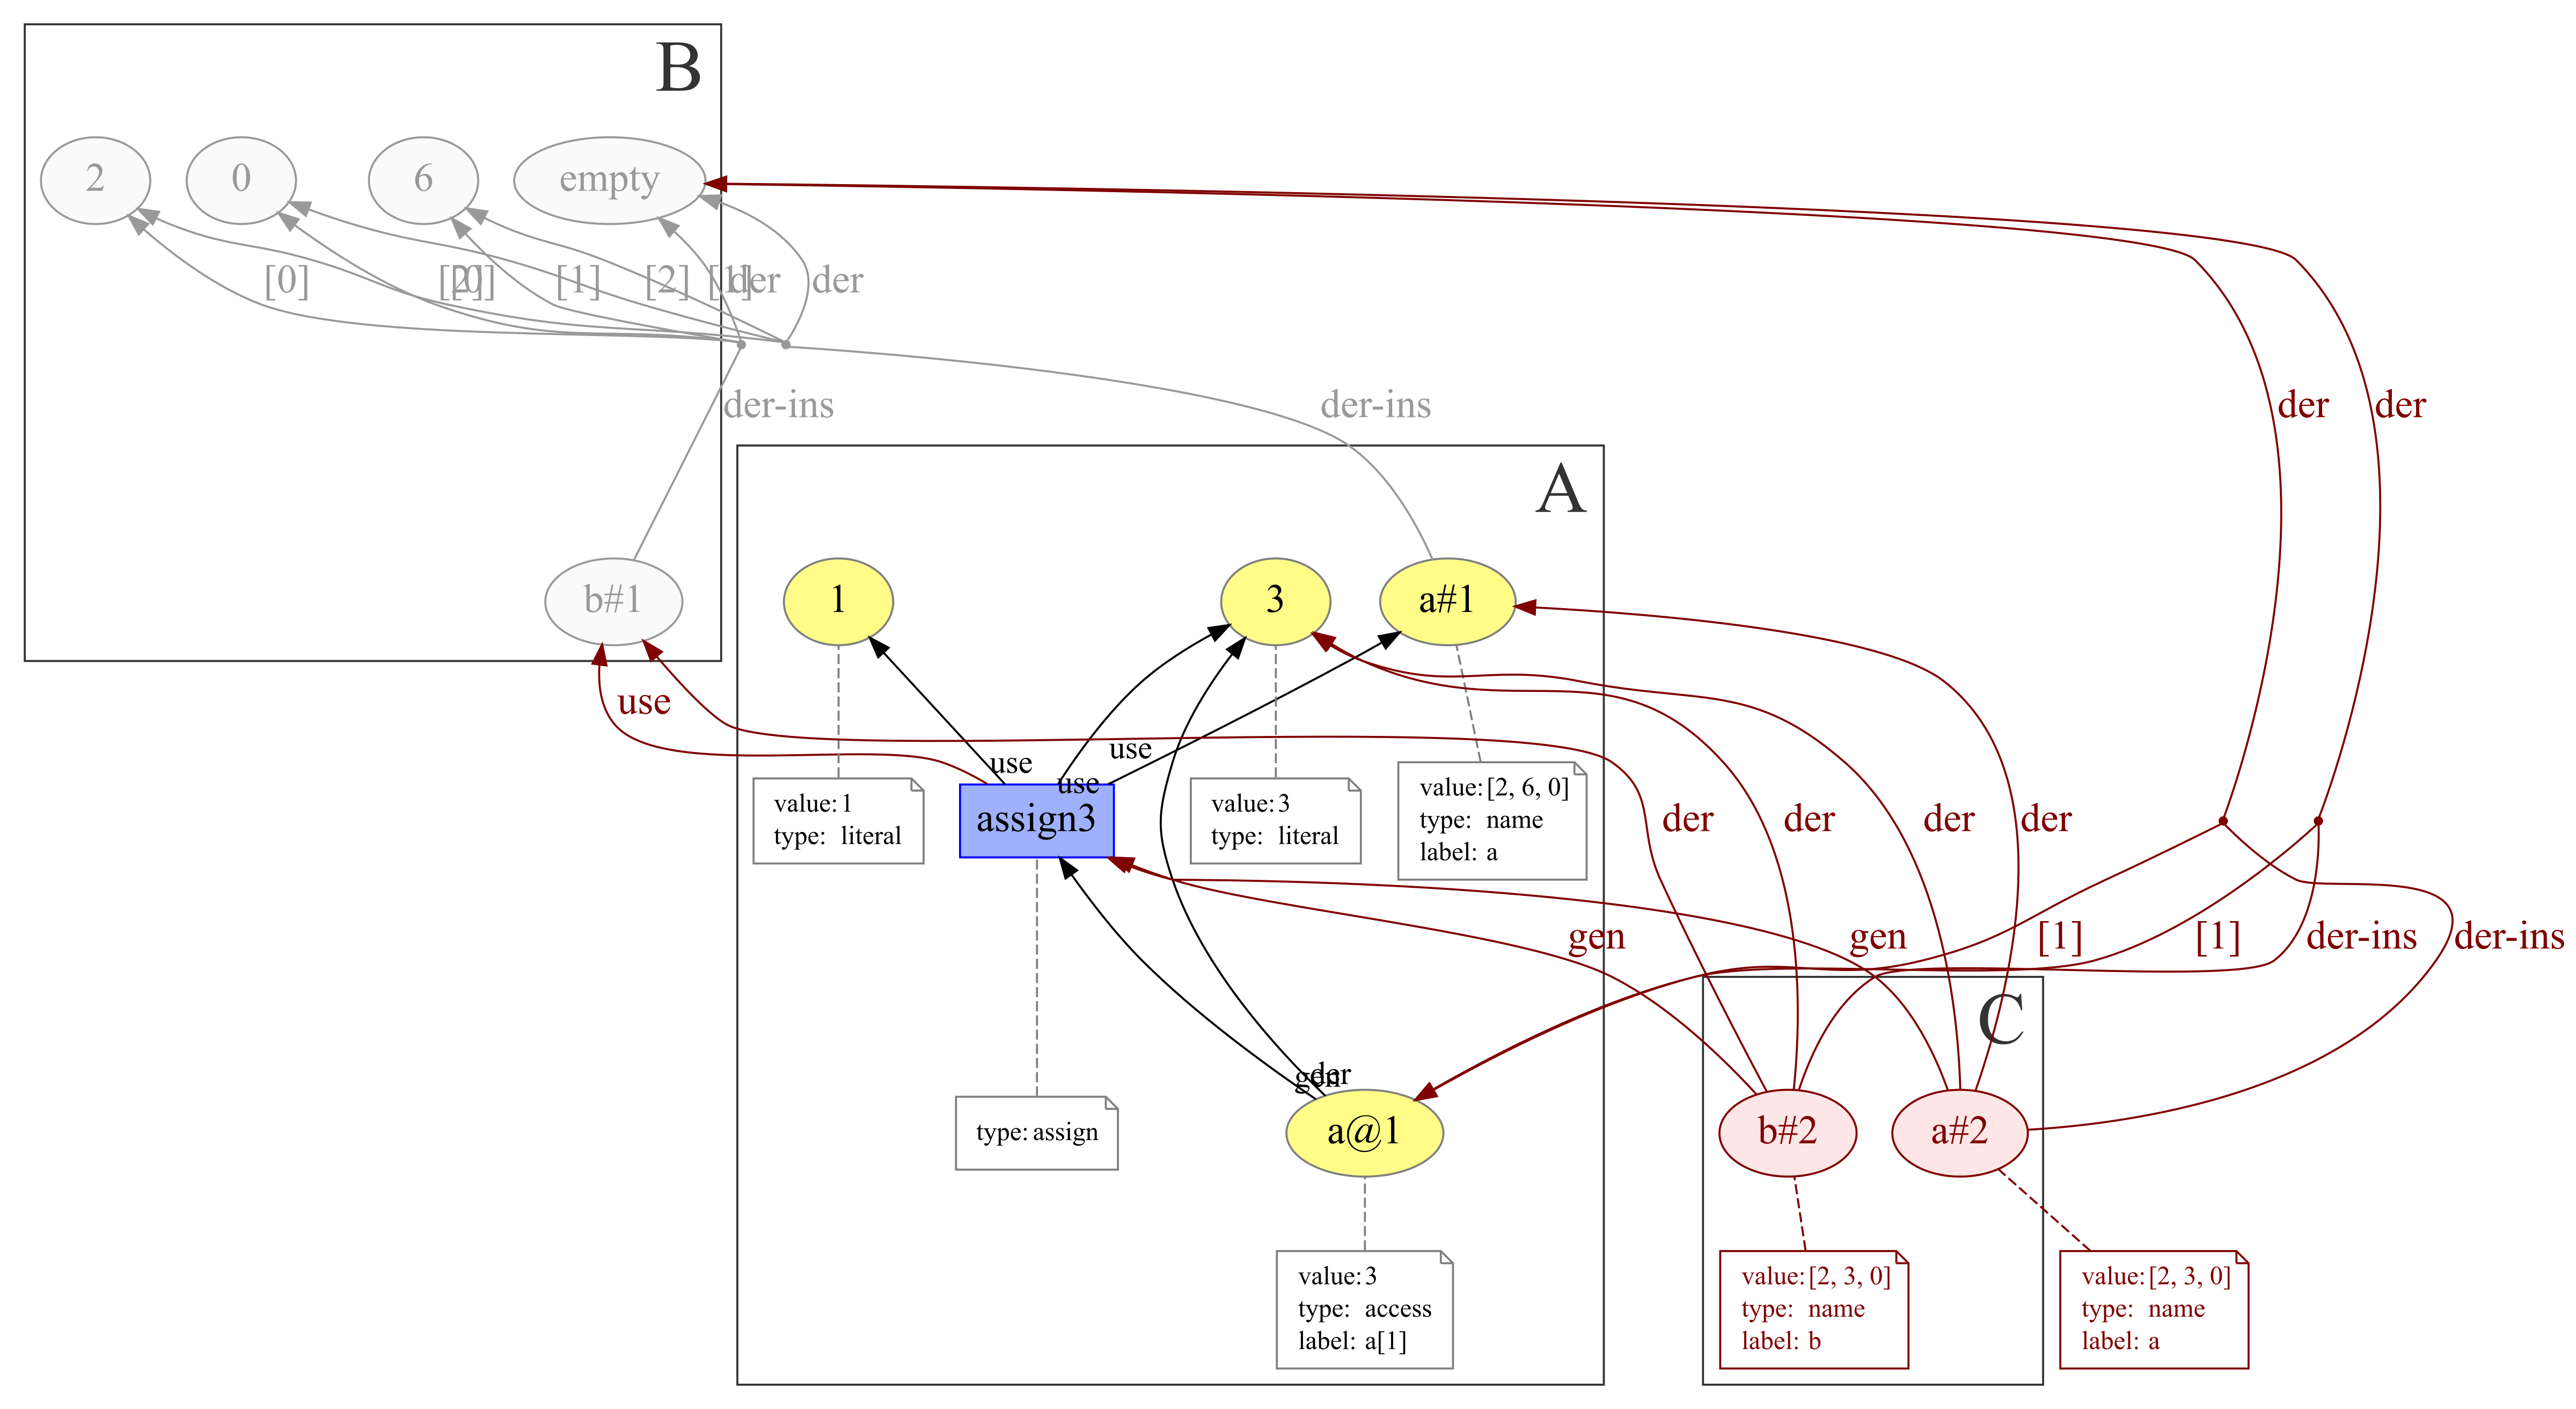 B
2
0
6
empty
[0]
[2]
[0]
[1]
[2]
[1]
der
der
der-ins
der-ins
der
der
A
1
3
a#1
b#1
use
use
use
use
value: 1
type: literal
assign3
value: 3
type: literal
value: [2, 6, 0]
type: name
label: a
der
der
der
der
gen
gen
[1]
[1]
der-ins
der-ins
C
gen
der
type: assign
a@1
b#2
a#2
value: 3
type: access
label: a[1]
value: [2, 3, 0]
type: name
label: b
value: [2, 3, 0]
type: name
label: a